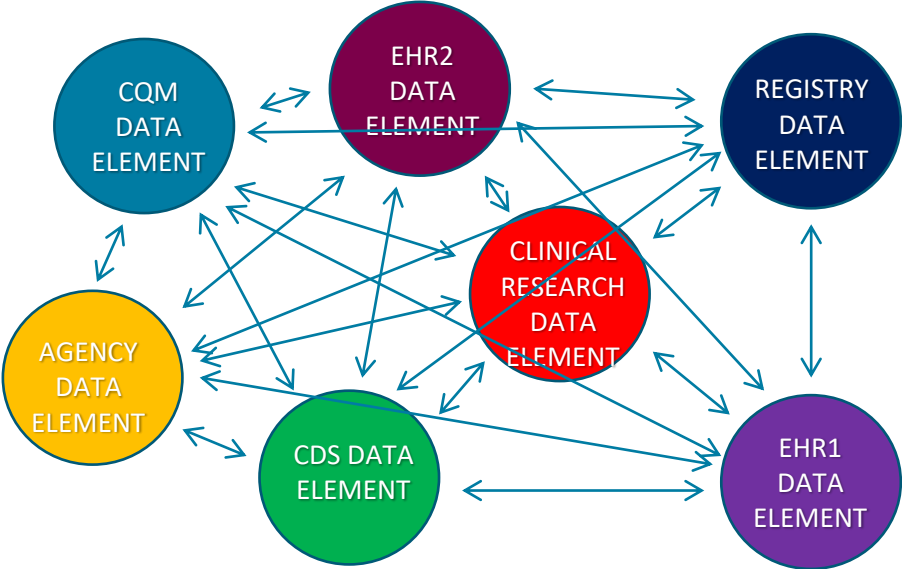 EHR2
DATA
ELEMENT
CQM
DATA
ELEMENT
REGISTRY
DATA
ELEMENT
CLINICAL
RESEARCH
DATA
ELEMENT
AGENCY
DATA
ELEMENT
CDS DATA
ELEMENT
EHR1
DATA
ELEMENT